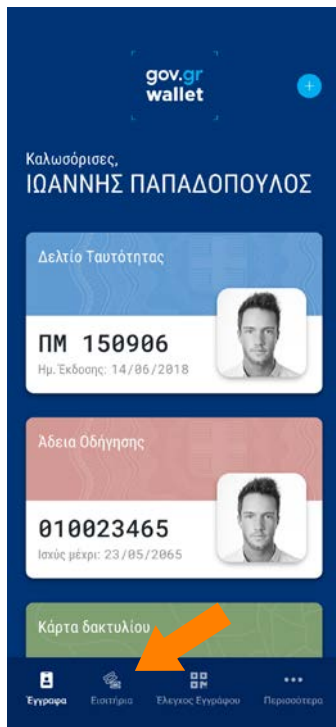 gov.gr
wallet
Καλωσόρισες,
ΙΩΑΝΝΗΣ ΠΑΠΑΔΟΠΟΥΛΟΣ
Δελτίο Ταυτότητας
ΠΜ 150906
Ημ. Έκδοσης: 14/06/2018
Άδεια Οδήγησης
010023465
Ισχύς μέχρι: 23/05/2065
Κάρτα δακτυλίου
Έγγραφα Εισιτήρια Έλεγχος Εγγράφου Περισσότερα